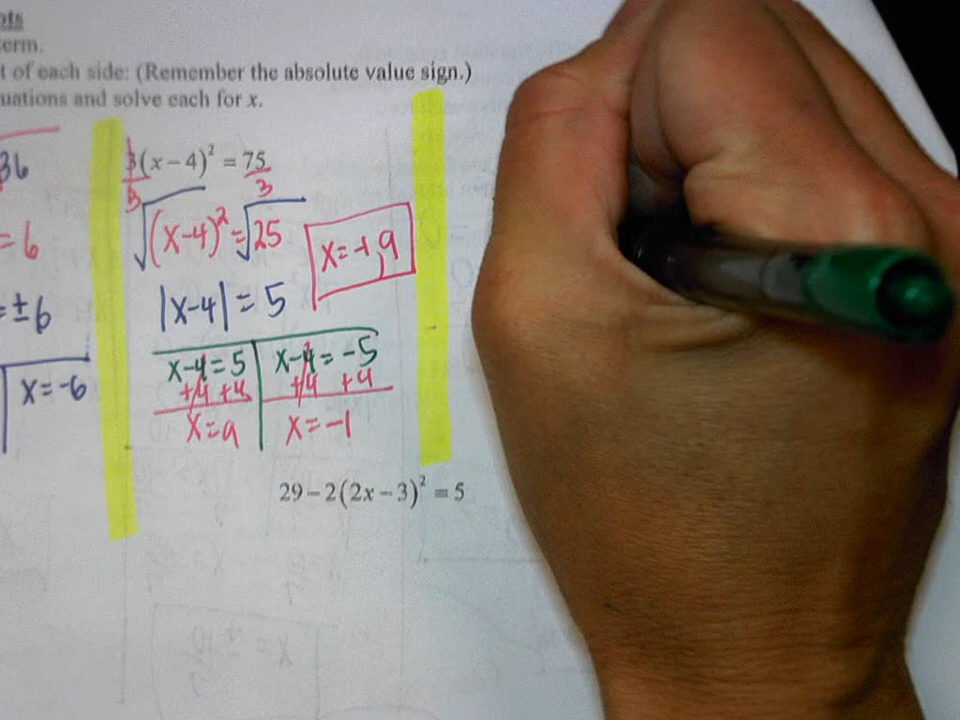 ots
term.
t of each side: (Remember the absolute value sign.)
uations and solve each for x.
36
= 6
= ±6
x = -6
3(x − 4)² = 75
3 3
√(x-4)² = √25
x = -1, 9
|x-4| = 5
x-4 = 5 x-4 = -5
+4 +4 +4 +4
x = 9 x = -1
29 − 2(2x − 3)² = 5